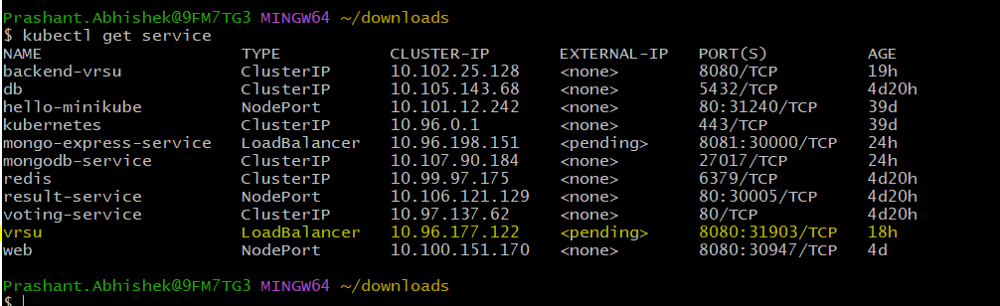 Prashant.Abhishek@9FM7TG3 MINGW64 ~/downloads
$ kubectl get service
NAME TYPE CLUSTER-IP EXTERNAL-IP PORT(S) AGE
backend-vrsu ClusterIP 10.102.25.128 <none> 8080/TCP 19h
db ClusterIP 10.105.143.68 <none> 5432/TCP 4d20h
hello-minikube NodePort 10.101.12.242 <none> 80:31240/TCP 39d
kubernetes ClusterIP 10.96.0.1 <none> 443/TCP 39d
mongo-express-service LoadBalancer 10.96.198.151 <pending> 8081:30000/TCP 24h
mongodb-service ClusterIP 10.107.90.184 <none> 27017/TCP 24h
redis ClusterIP 10.99.97.175 <none> 6379/TCP 4d20h
result-service NodePort 10.106.121.129 <none> 80:30005/TCP 4d20h
voting-service ClusterIP 10.97.137.62 <none> 80/TCP 4d20h
vrsu LoadBalancer 10.96.177.122 <pending> 8080:31903/TCP 18h
web NodePort 10.100.151.170 <none> 8080:30947/TCP 4d
Prashant.Abhishek@9FM7TG3 MINGW64 ~/downloads
$